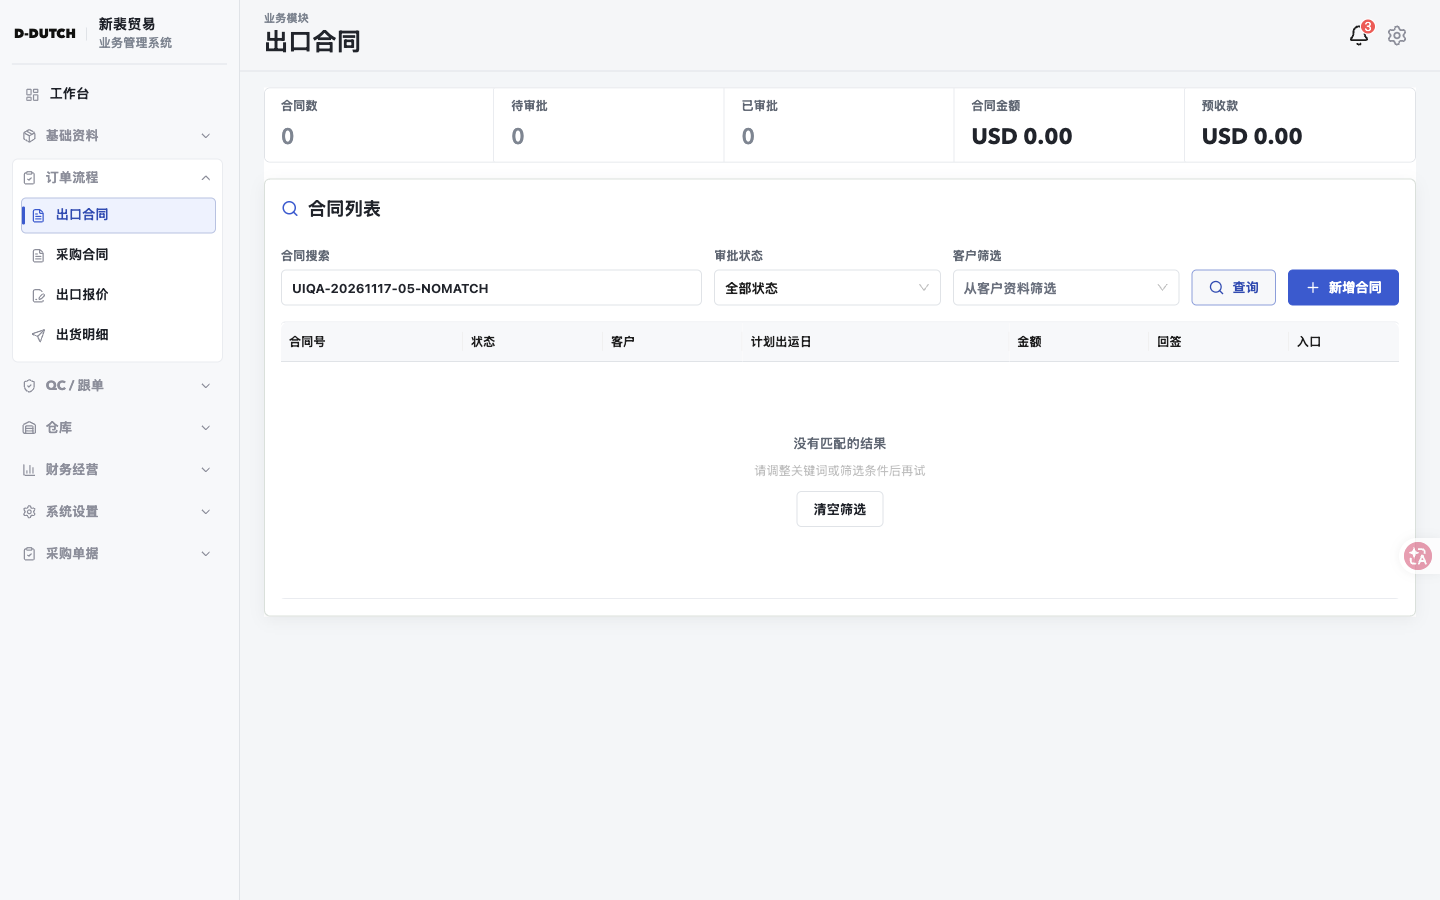 D-DUTCH
新裝贸易
业务管理系统
工作台
基础资料
订单流程
出口合同
采购合同
出口报价
出货明细
QC / 跟单
仓库
财务经营
系统设置
采购单据
业务模块
出口合同
3
合同数
0
待审批
0
已审批
0
合同金额
USD 0.00
预收款
USD 0.00
合同列表
合同搜索
审批状态
客户筛选
UIQA-20261117-05-NOMATCH
全部状态
从客户资料筛选
查询
新增合同
合同号
状态
客户
计划出运日
金额
回签
入口
没有匹配的结果
请调整关键词或筛选条件后再试
清空筛选
A